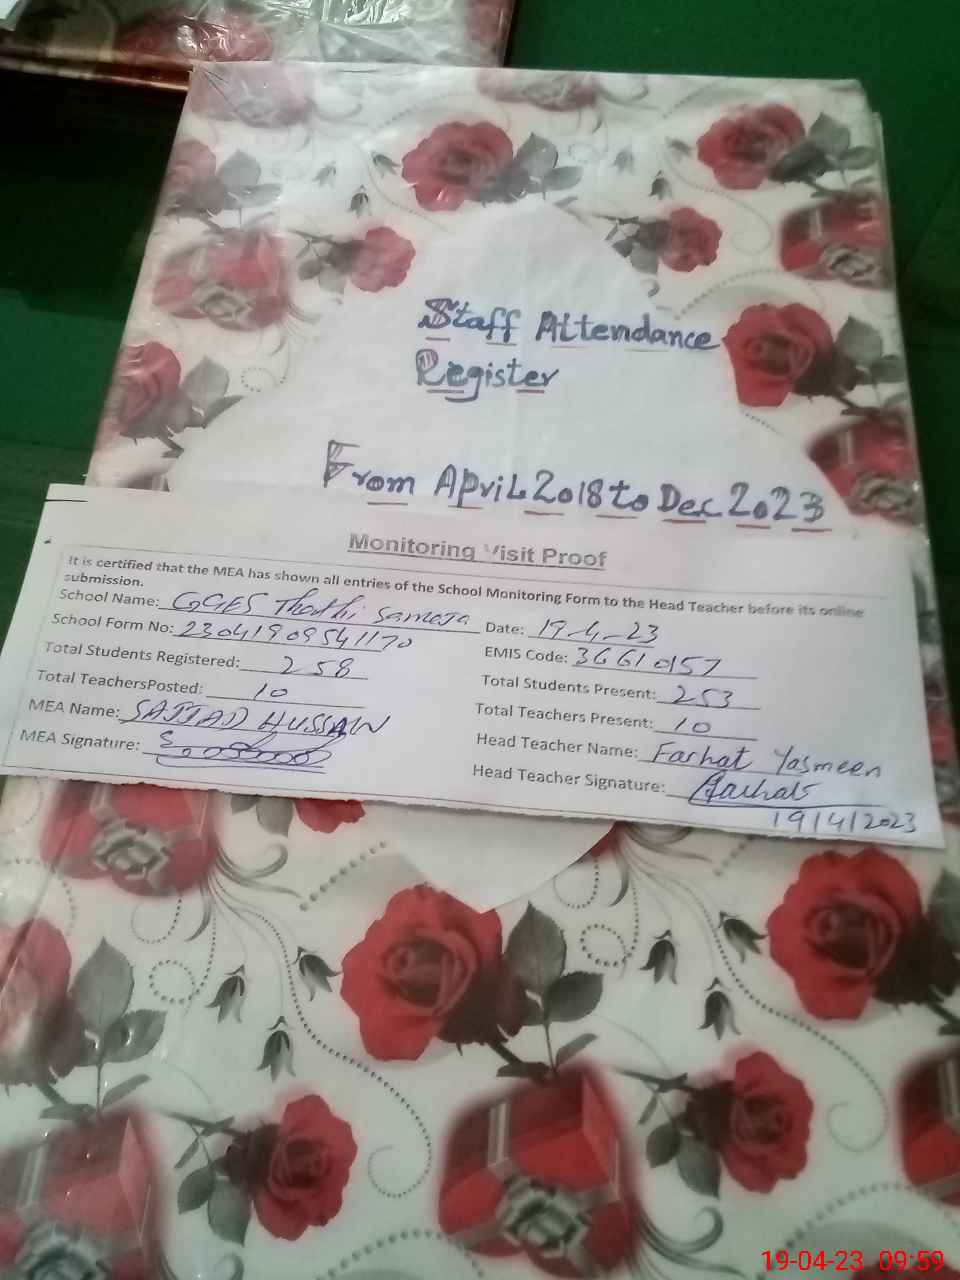 Staff Attendance
Register
From April 2018 to Dec 2023
Monitoring Visit Proof
It is certified that the MEA has shown all entries of the School Monitoring Form to the Head Teacher before its online
submission.
School Name: GGES Thathi Samoja
Date: 19-4-23
School Form No: 23041909541170
EMIS Code: 36610157
Total Students Registered: 258
Total Students Present: 253
Total TeachersPosted: 10
Total Teachers Present: 10
MEA Name: SAJJAD HUSSAIN
Head Teacher Name: Farhat Yasmeen
MEA Signature:
Head Teacher Signature: Farhat
19/4/2023
19-04-23 09:59